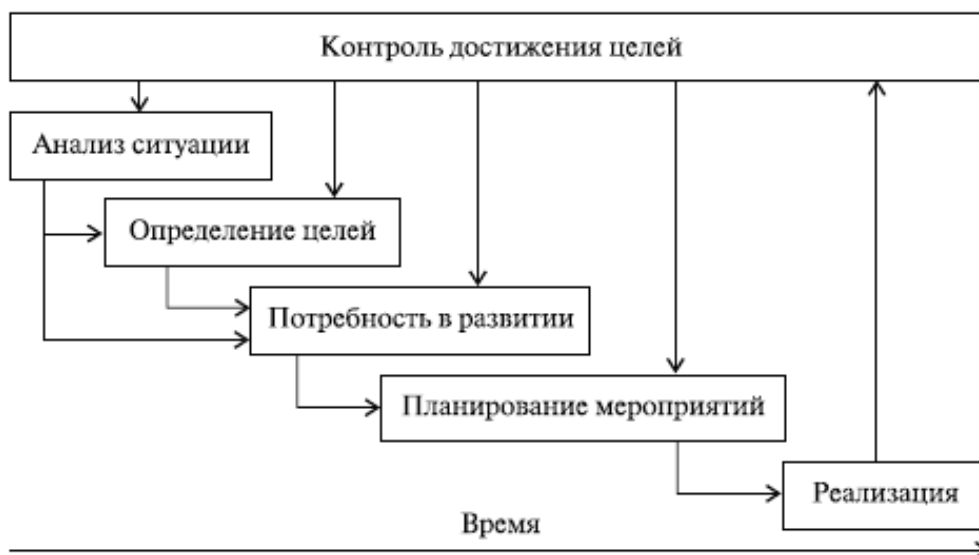 Контроль достижения целей
Анализ ситуации
Определение целей
Потребность в развитии
Планирование мероприятий
Реализация
Время